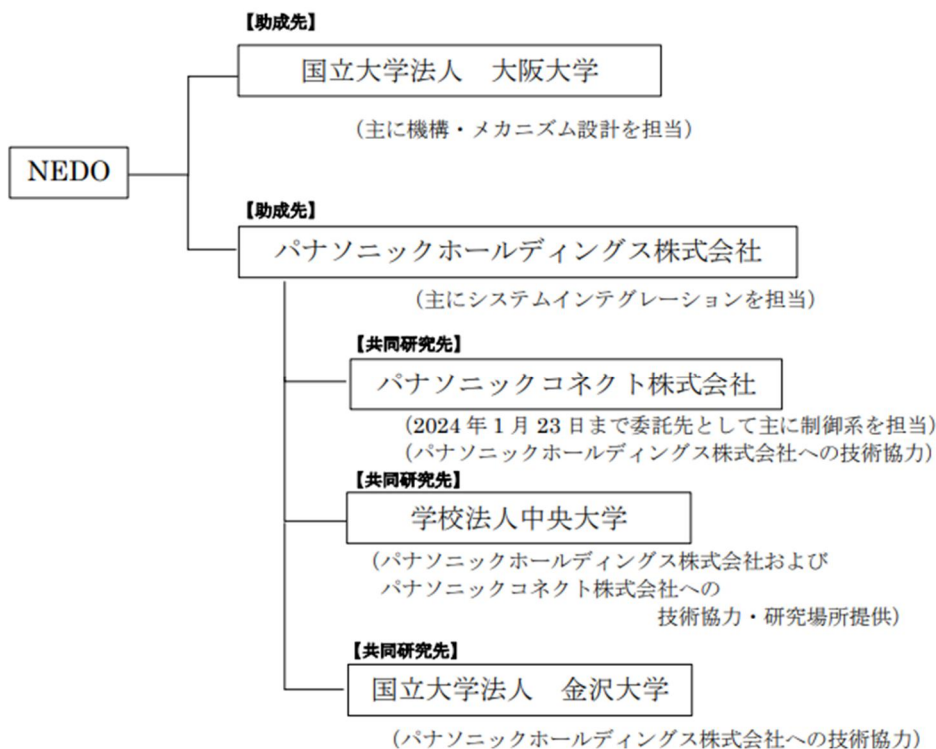 【助成先】
国立大学法人　大阪大学
（主に機構・メカニズム設計を担当）
NEDO
【助成先】
パナソニックホールディングス株式会社
（主にシステムインテグレーションを担当）
【共同研究先】
パナソニックコネクト株式会社
（2024 年 1 月 23 日まで委託先として主に制御系を担当）
（パナソニックホールディングス株式会社への技術協力）
【共同研究先】
学校法人中央大学
（パナソニックホールディングス株式会社および
パナソニックコネクト株式会社への
技術協力・研究場所提供）
【共同研究先】
国立大学法人　金沢大学
（パナソニックホールディングス株式会社への技術協力）